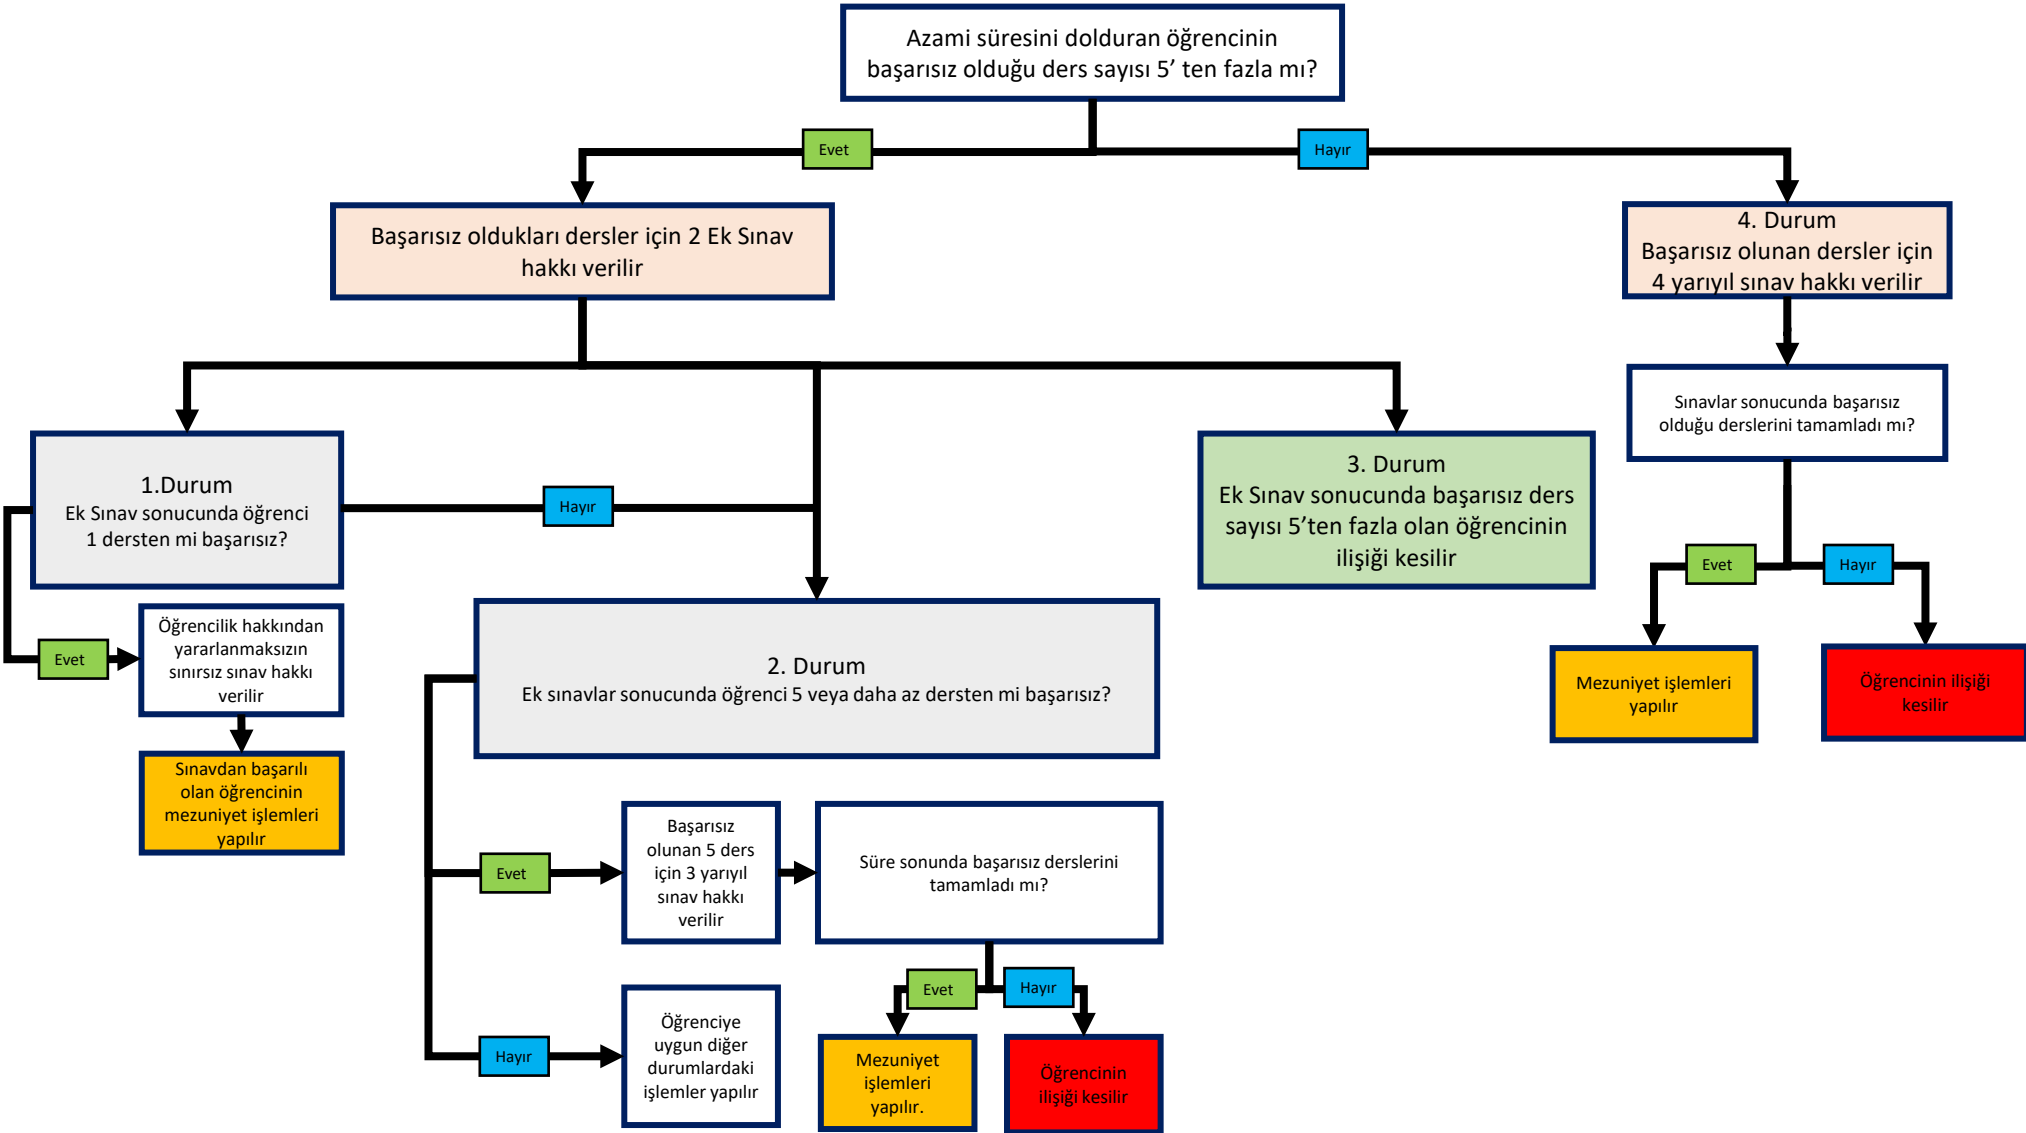 Azami süresini dolduran öğrencinin
başarısız olduğu ders sayısı 5' ten fazla mı?
Evet
Hayır
Başarısız oldukları dersler için 2 Ek Sınav
hakkı verilir
4. Durum
Başarısız olunan dersler için
4 yarıyıl sınav hakkı verilir
Sınavlar sonucunda başarısız
olduğu derslerini tamamladı mı?
1.Durum
Ek Sınav sonucunda öğrenci
1 dersten mi başarısız?
Hayır
3. Durum
Ek Sınav sonucunda başarısız ders
sayısı 5'ten fazla olan öğrencinin
ilişiği kesilir
Evet
Hayır
Evet
Öğrencilik hakkından
yararlanmaksızın
sınırsız sınav hakkı
verilir
2. Durum
Ek sınavlar sonucunda öğrenci 5 veya daha az dersten mi başarısız?
Mezuniyet işlemleri
yapılır
Öğrencinin ilişiği
kesilir
Sınavdan başarılı
olan öğrencinin
mezuniyet işlemleri
yapılır
Evet
Başarısız
olunan 5 ders
için 3 yarıyıl
sınav hakkı
verilir
Süre sonunda başarısız derslerini
tamamladı mı?
Evet
Hayır
Hayır
Öğrenciye
uygun diğer
durumlardaki
işlemler yapılır
Mezuniyet
işlemleri
yapılır.
Öğrencinin
ilişiği kesilir